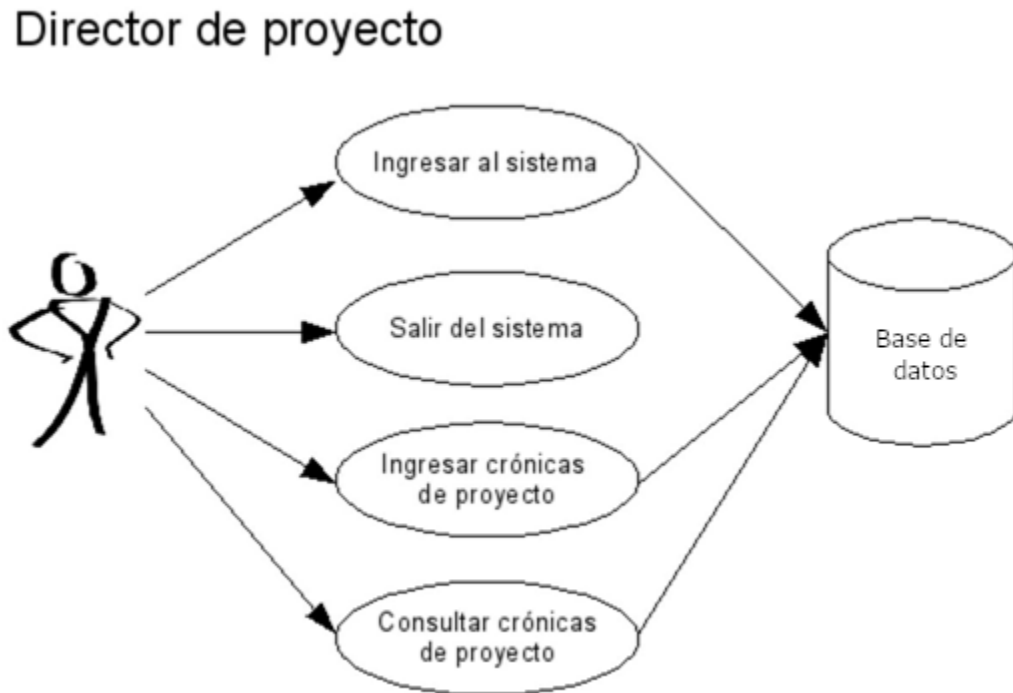 Director de proyecto
Ingresar al sistema
Salir del sistema
Base de
datos
Ingresar crónicas
de proyecto
Consultar crónicas
de proyecto